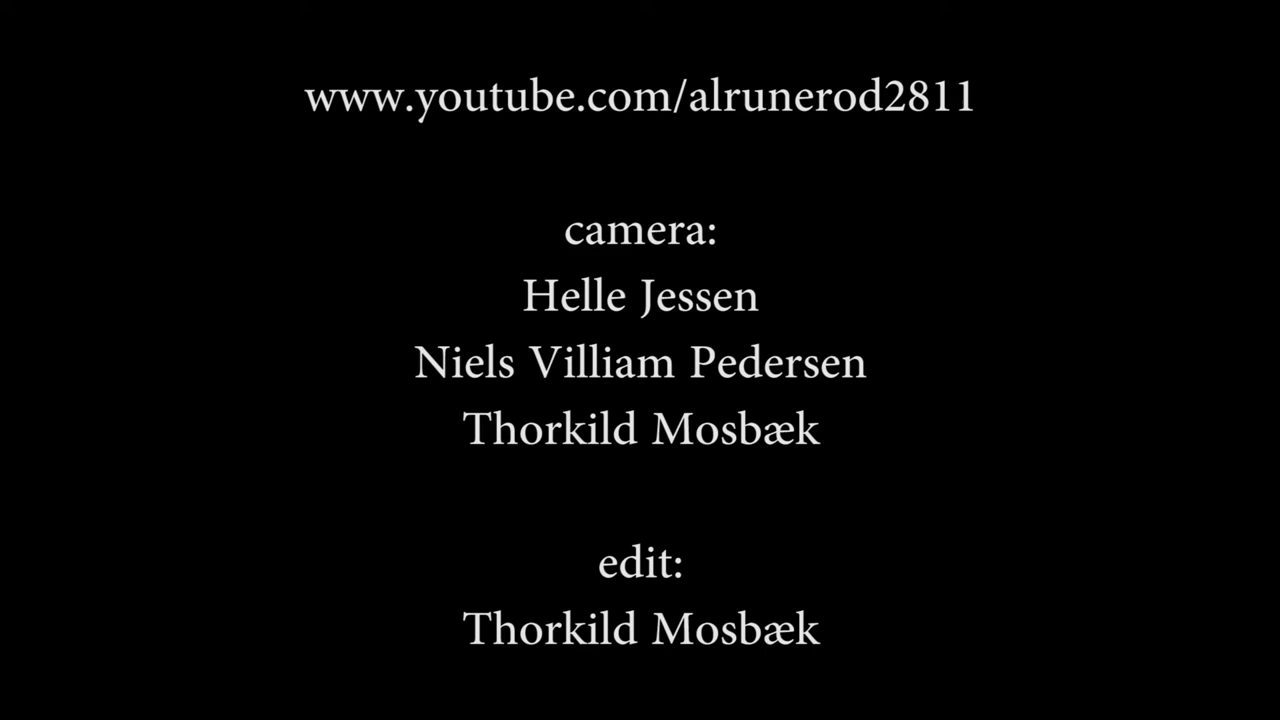 www.youtube.com/alrunerod2811
camera:
Helle Jessen
Niels Villiam Pedersen
Thorkild Mosbæk
edit:
Thorkild Mosbæk